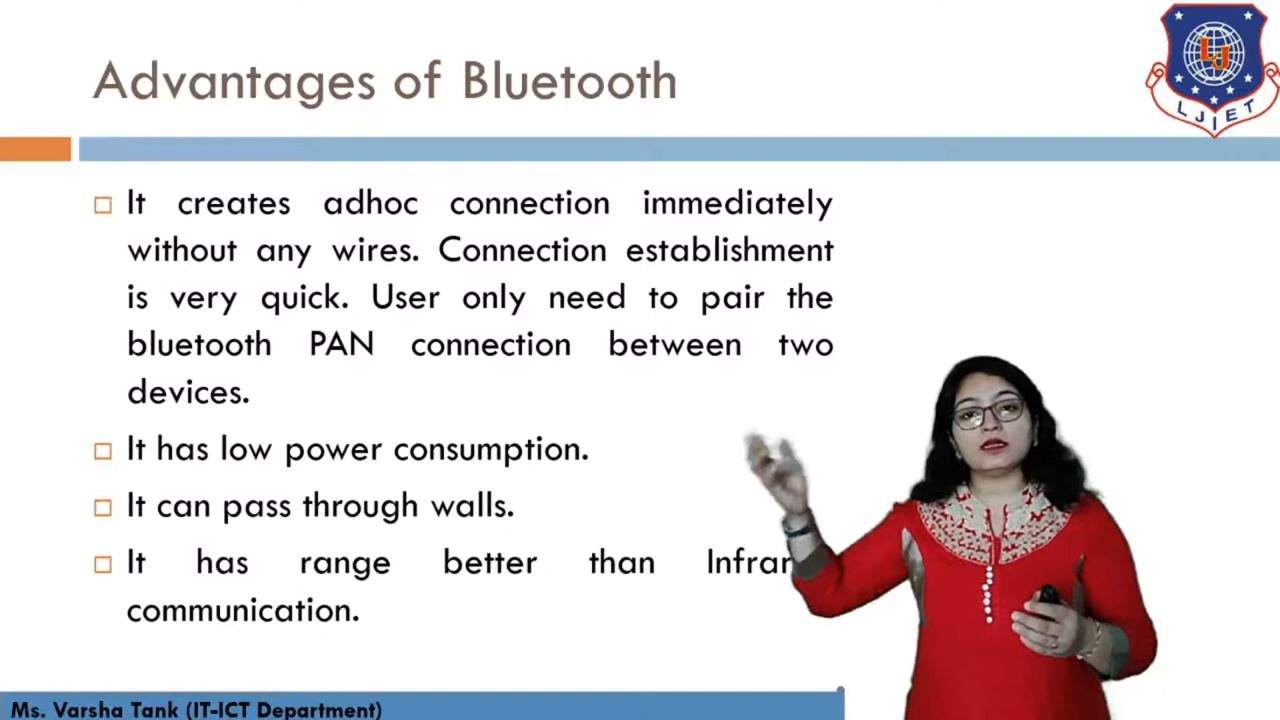 Advantages of Bluetooth
LJ
LJIET
It creates adhoc connection immediately
without any wires. Connection establishment
is very quick. User only need to pair the
bluetooth PAN connection between two
devices.
It has low power consumption.
It can pass through walls.
It has range better than
communication.
Ms. Varsha Tank (IT-ICT Department)